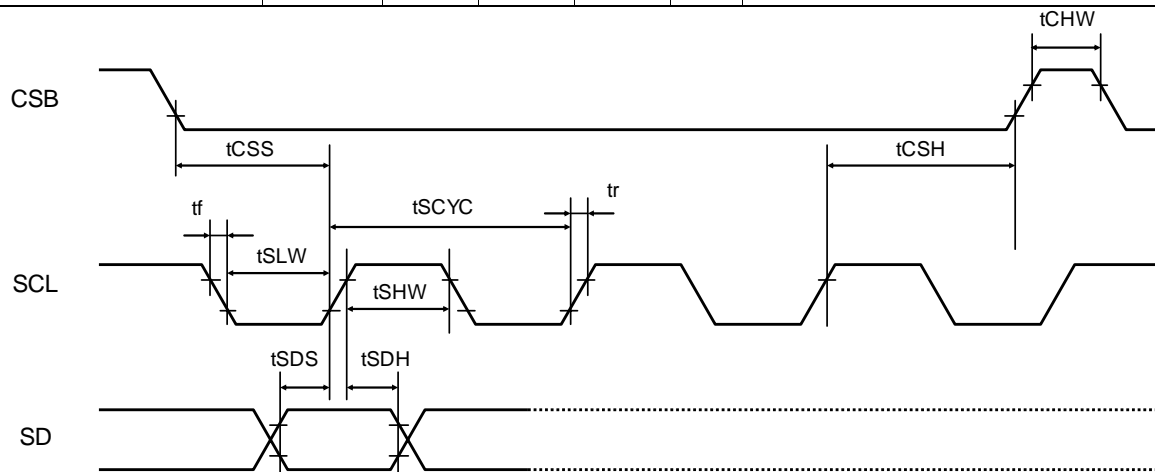 tCHW
CSB
tCSS
tCSH
tr
tf
tSCYC
tSLW
SCL
tSHW
tSDS
tSDH
SD